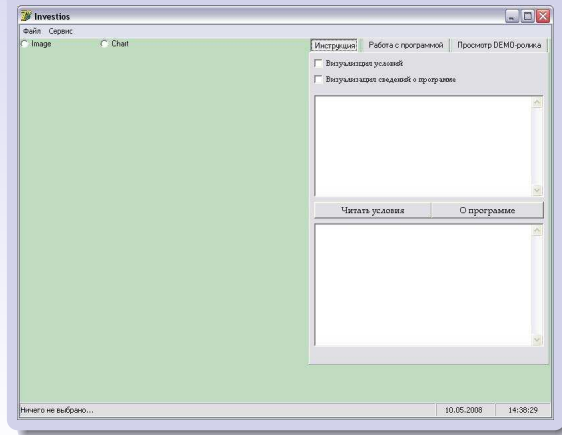 Investios
Файл Сервис
Image Chart
Инструкция Работа с программой Просмотр DEMO-ролика
Визуализция условий
Визуализация сведений о программе
Читать условия О программе
Ничего не выбрано... 10.05.2008 14:38:29